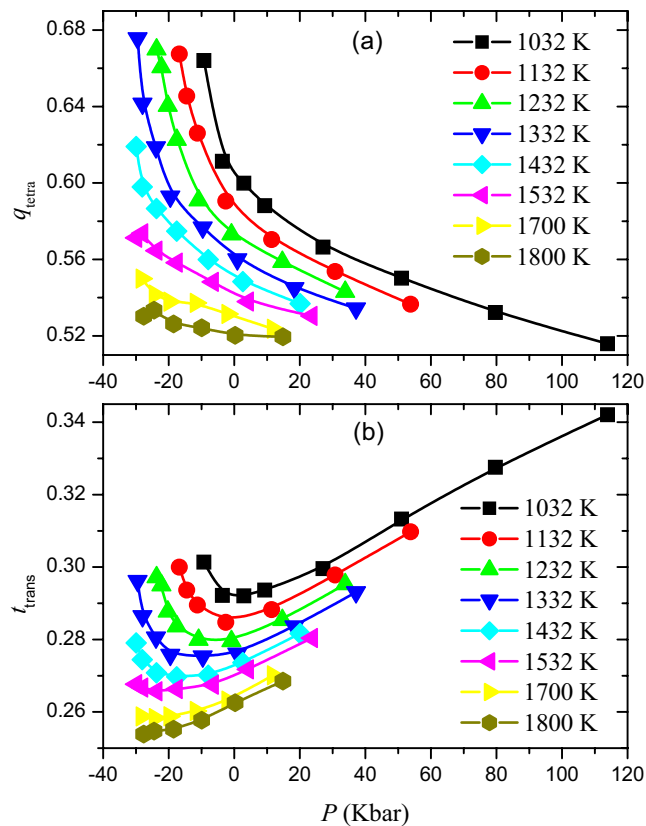 (a)
0.68
0.64
0.60
0.56
0.52
q_tetra
1032 K
1132 K
1232 K
1332 K
1432 K
1532 K
1700 K
1800 K
-40 -20 0 20 40 60 80 100 120
(b)
0.34
0.32
0.30
0.28
0.26
t_trans
1032 K
1132 K
1232 K
1332 K
1432 K
1532 K
1700 K
1800 K
-40 -20 0 20 40 60 80 100 120
P (Kbar)